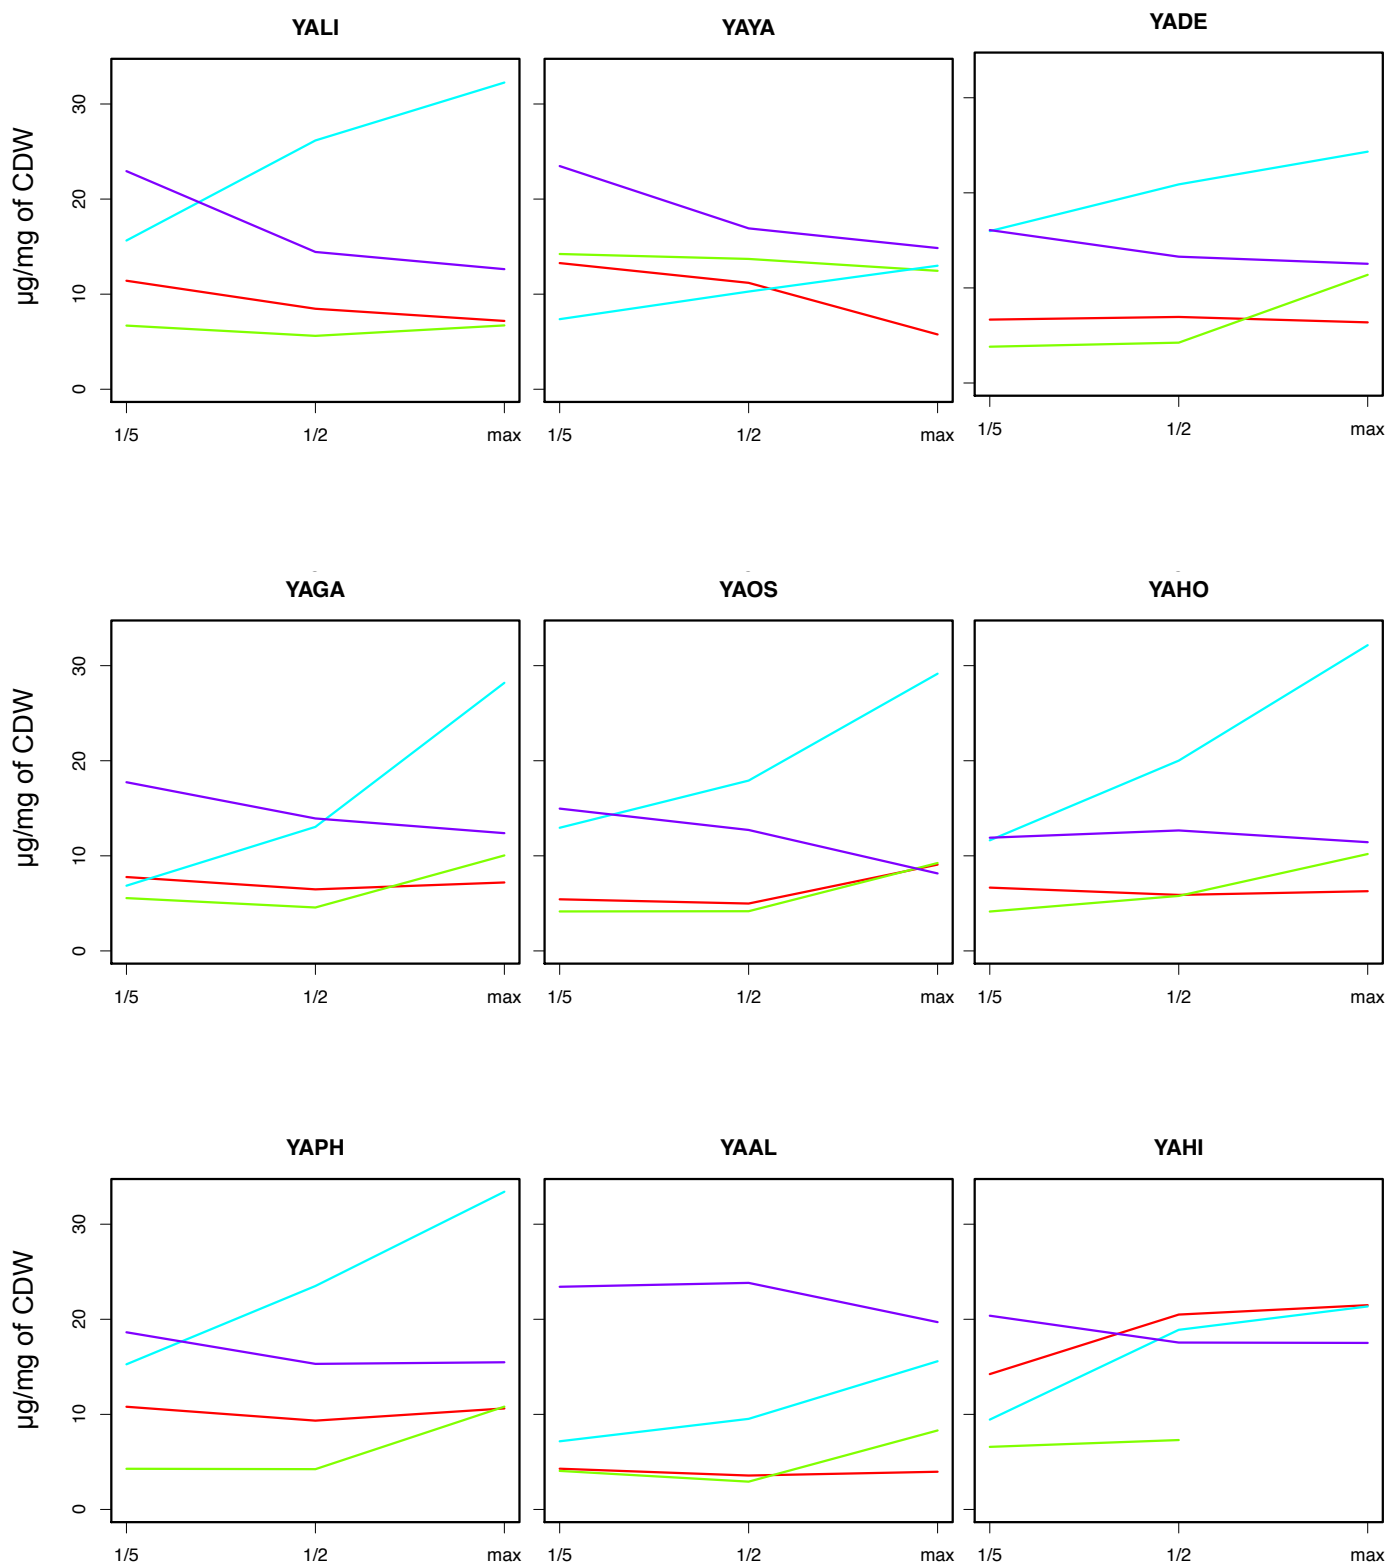 YALI YAYA YADE
µg/mg of CDW
30
20
10
0
1/5 1/2 max 1/5 1/2 max 1/5 1/2 max
YAGA YAOS YAHO
µg/mg of CDW
30
20
10
0
1/5 1/2 max 1/5 1/2 max 1/5 1/2 max
YAPH YAAL YAHI
µg/mg of CDW
30
20
10
0
1/5 1/2 max 1/5 1/2 max 1/5 1/2 max